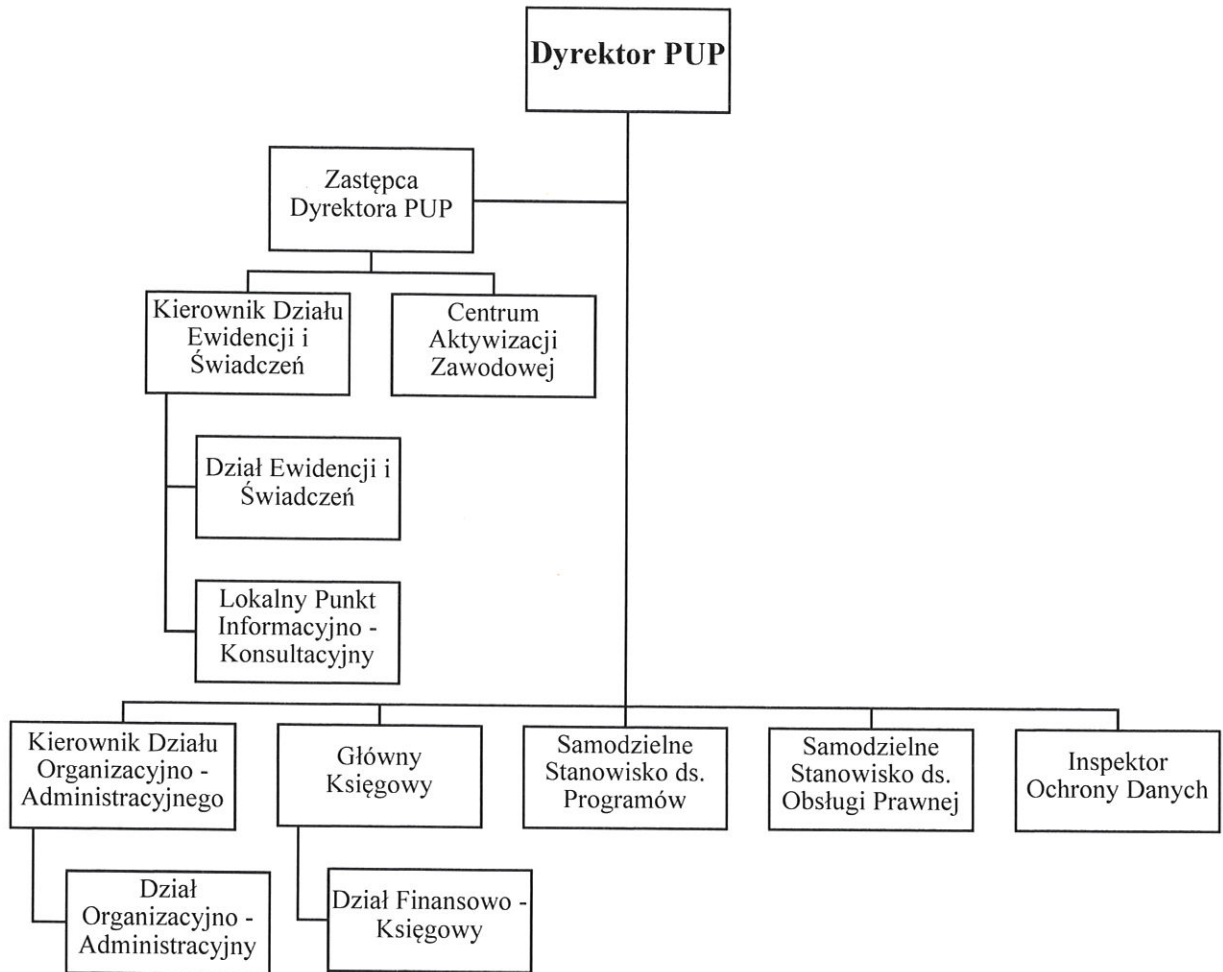 Dyrektor PUP
Zastępca
Dyrektora PUP
Kierownik Działu
Ewidencji i
Świadczeń
Centrum
Aktywizacji
Zawodowej
Dział Ewidencji i
Świadczeń
Lokalny Punkt
Informacyjno -
Konsultacyjny
Kierownik Działu
Organizacyjno -
Administracyjnego
Główny
Księgowy
Samodzielne
Stanowisko ds.
Programów
Samodzielne
Stanowisko ds.
Obsługi Prawnej
Inspektor
Ochrony Danych
Dział
Organizacyjno -
Administracyjny
Dział Finansowo -
Księgowy